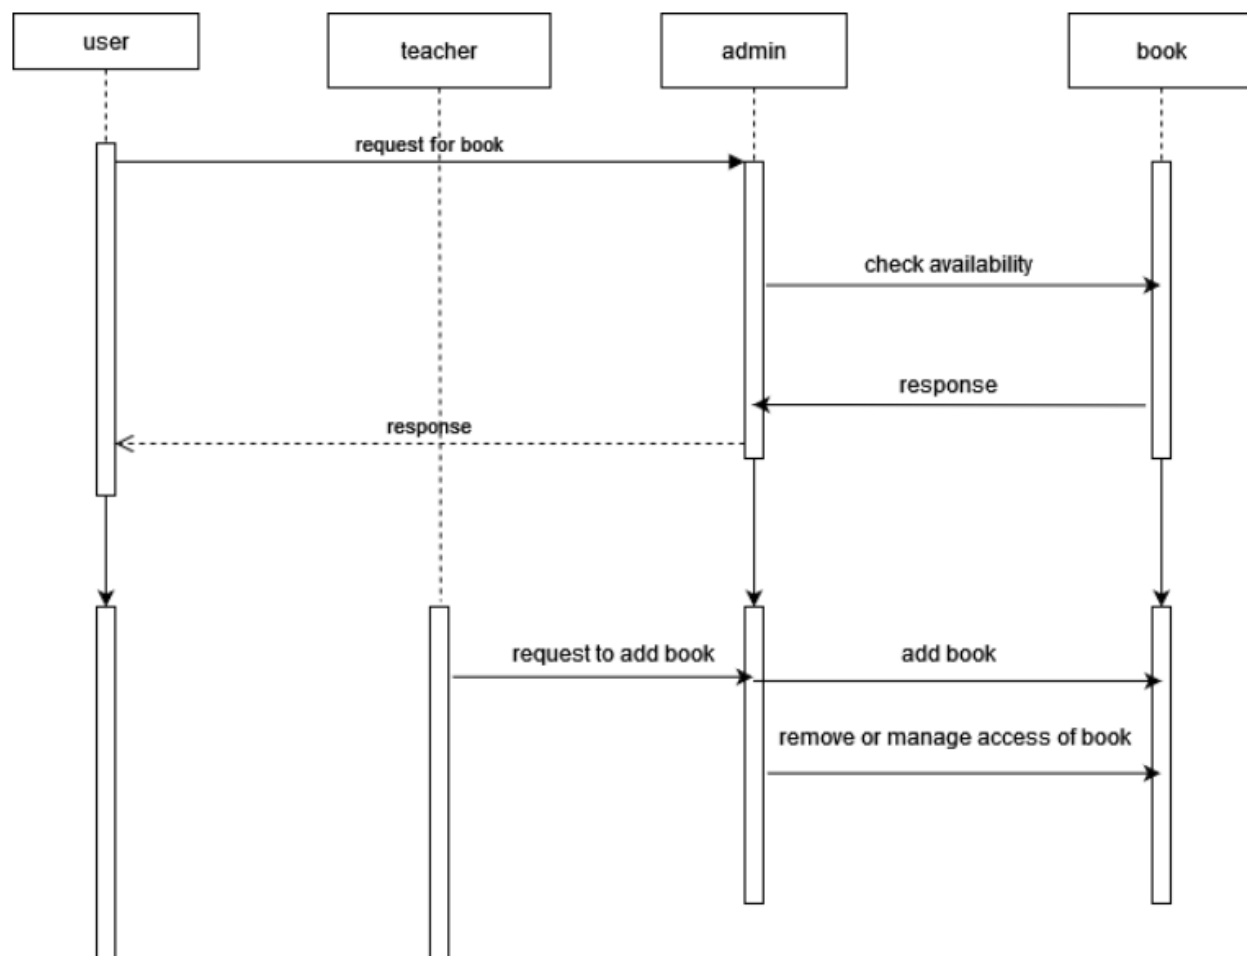 user
teacher
admin
book
request for book
check availability
response
response
request to add book
add book
remove or manage access of book